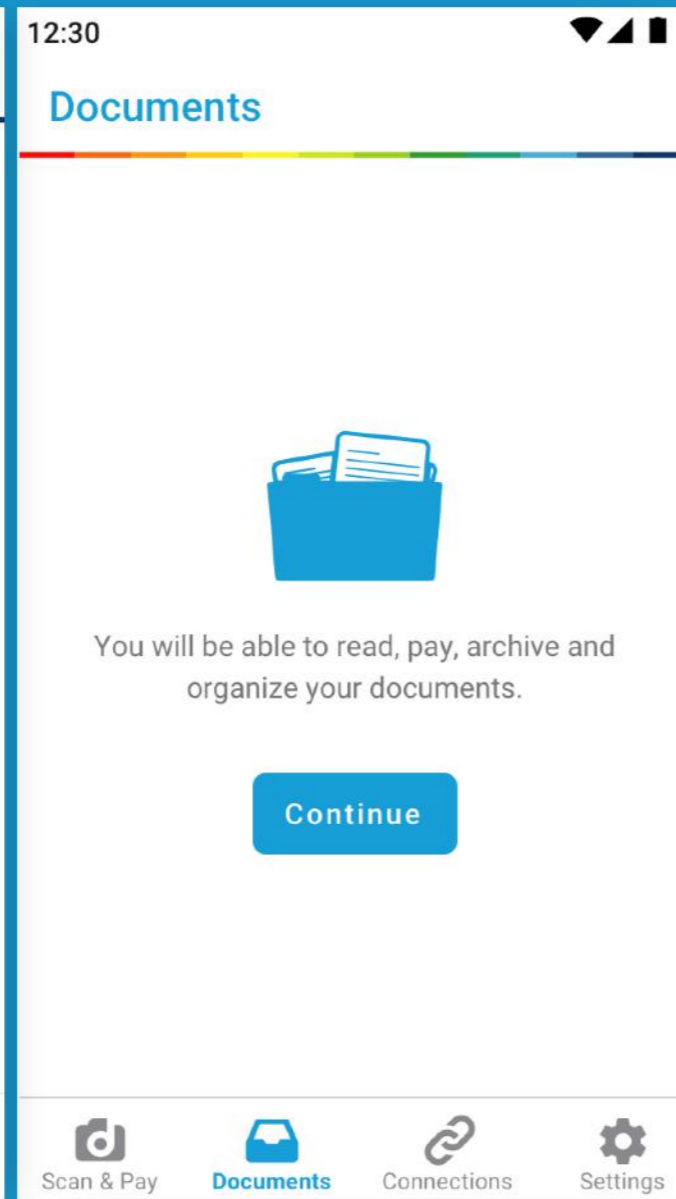 12:30
Documents
You will be able to read, pay, archive and
organize your documents.
Continue
Scan & Pay
Documents
Connections
Settings